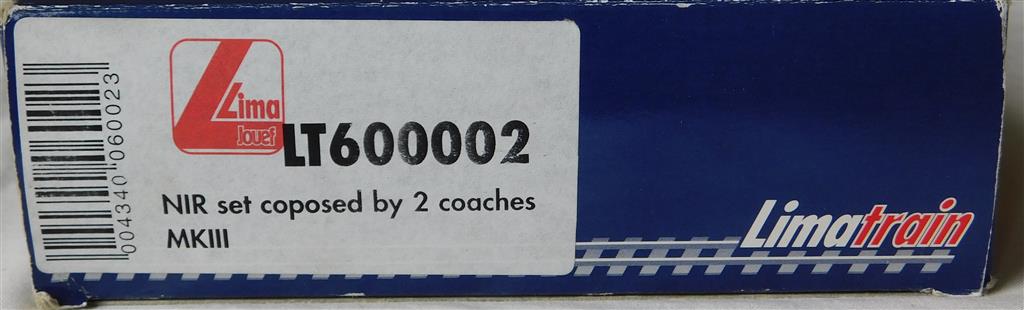 Lima
Jouef
LT600002
NIR set coposed by 2 coaches
MKIII
004340 060023
Limatrain